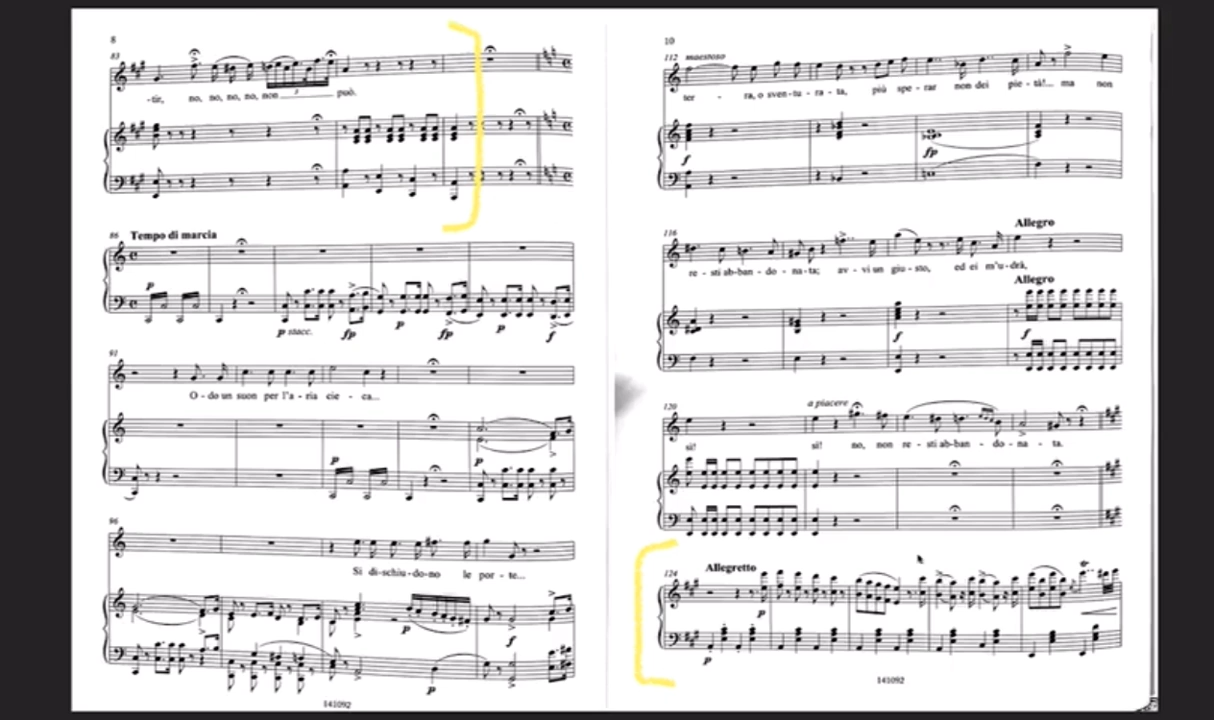 8
83
-tir, no, no, no, no, non può.
3
86 Tempo di marcia
p
p stacc. fp p fp p f
91
O - do un suon per l'a - ria cie - ca...
p p
96
Si di - schiu - do - no le por - te...
p f
p
141092
10
112 maestoso
ter - ra, o sven - tu - ra - ta, più spe - rar non dei pie - tà!... ma non
f fp
116 Allegro
re - sti ab - ban - do - na - ta; av - vi un giu - sto, ed ei m'u - drà,
Allegro
f f
120 a piacere
sì! sì! no, non re - sti ab - ban - do - na - ta.
124 Allegretto
p
p
141092